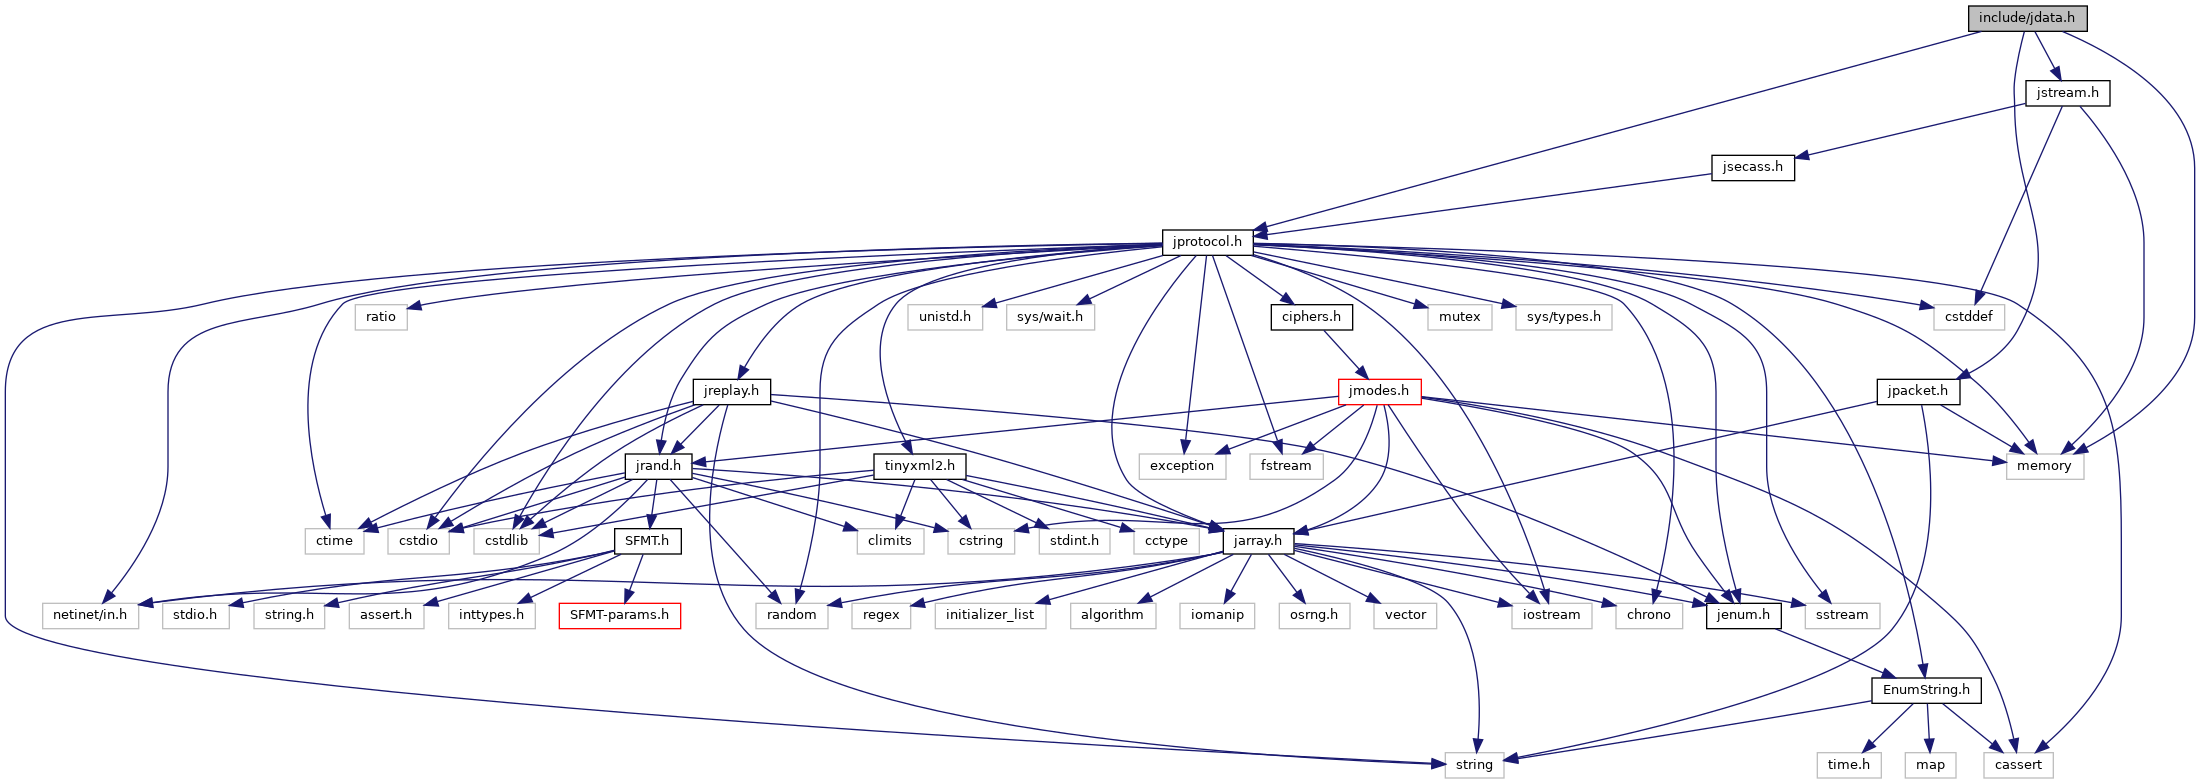 include/jdata.h
jstream.h
jsecass.h
jprotocol.h
ratio
unistd.h
sys/wait.h
ciphers.h
mutex
sys/types.h
cstddef
jreplay.h
jmodes.h
jpacket.h
jrand.h
tinyxml2.h
exception
fstream
memory
ctime
cstdio
cstdlib
SFMT.h
climits
cstring
stdint.h
cctype
jarray.h
netinet/in.h
stdio.h
string.h
assert.h
inttypes.h
SFMT-params.h
random
regex
initializer_list
algorithm
iomanip
osrng.h
vector
iostream
chrono
jenum.h
sstream
EnumString.h
string
time.h
map
cassert